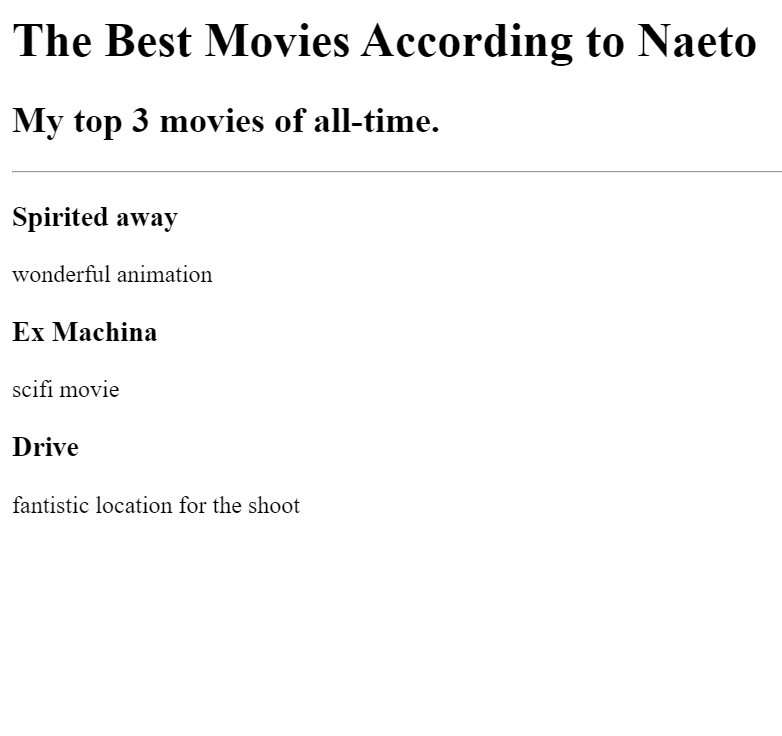 The Best Movies According to Naeto
My top 3 movies of all-time.
Spirited away
wonderful animation
Ex Machina
scifi movie
Drive
fantistic location for the shoot